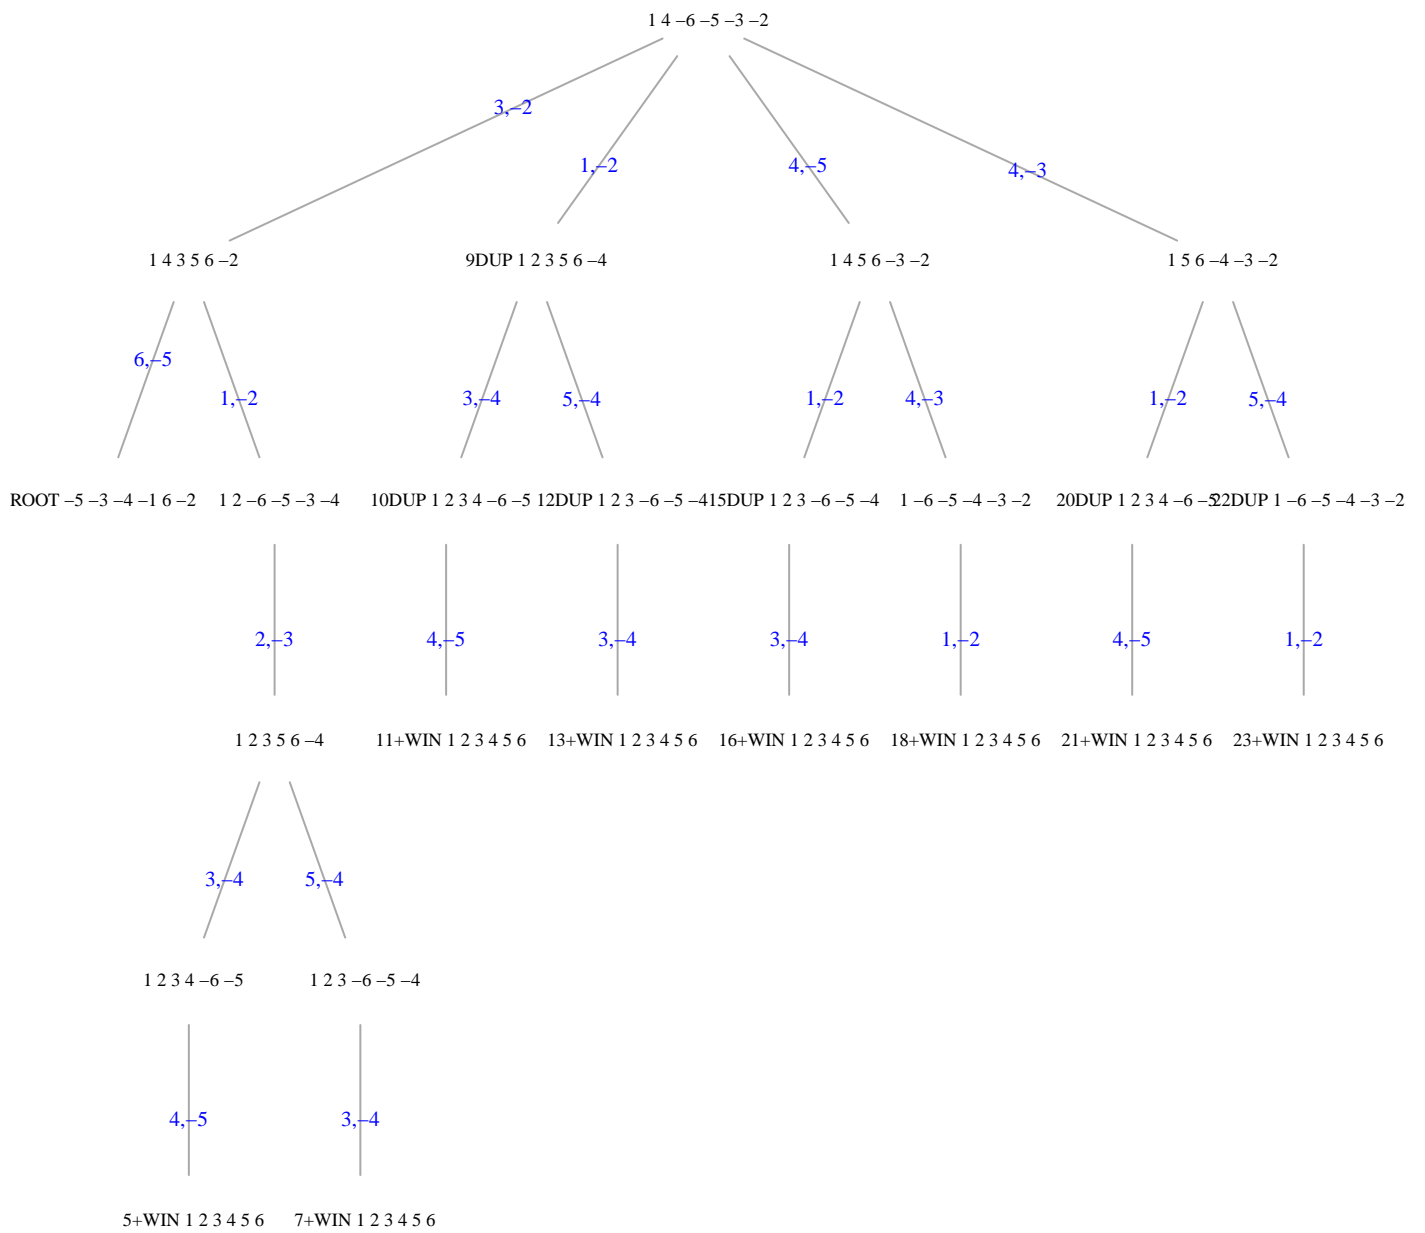 1 4 –6 –5 –3 –2
3,–2
1,–2
4,–5
4,–3
1 4 3 5 6 –2
9DUP 1 2 3 5 6 –4
1 4 5 6 –3 –2
1 5 6 –4 –3 –2
6,–5
1,–2
3,–4
5,–4
1,–2
4,–3
1,–2
5,–4
ROOT –5 –3 –4 –1 6 –2
1 2 –6 –5 –3 –4
10DUP 1 2 3 4 –6 –5
12DUP 1 2 3 –6 –5 –4
15DUP 1 2 3 –6 –5 –4
1 –6 –5 –4 –3 –2
20DUP 1 2 3 4 –6 –5
22DUP 1 –6 –5 –4 –3 –2
2,–3
4,–5
3,–4
3,–4
1,–2
4,–5
1,–2
1 2 3 5 6 –4
11+WIN 1 2 3 4 5 6
13+WIN 1 2 3 4 5 6
16+WIN 1 2 3 4 5 6
18+WIN 1 2 3 4 5 6
21+WIN 1 2 3 4 5 6
23+WIN 1 2 3 4 5 6
3,–4
5,–4
1 2 3 4 –6 –5
1 2 3 –6 –5 –4
4,–5
3,–4
5+WIN 1 2 3 4 5 6
7+WIN 1 2 3 4 5 6